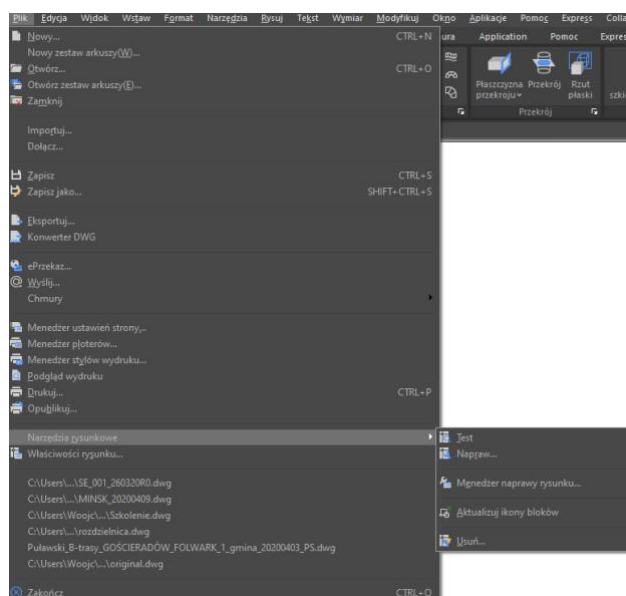 Plik Edycja Widok Wstaw Format Narzędzia Rysuj Tekst Wymiar Modyfikuj Okno Aplikacje Pomoc Express Colla
ura Application Pomoc Expres
Płaszczyzna przekroju
Przekrój
Rzut płaski
szki
Przekrój
Nowy... CTRL+N
Nowy zestaw arkuszy(W)...
Otwórz... CTRL+O
Otwórz zestaw arkuszy(E)...
Zamknij
Importuj...
Dołącz...
Zapisz CTRL+S
Zapisz jako... SHIFT+CTRL+S
Eksportuj...
Konwerter DWG
ePrzekaz...
Wyślij...
Chmury
Menedżer ustawień strony...
Menedżer ploterów...
Menedżer stylów wydruku...
Podgląd wydruku
Drukuj... CTRL+P
Opublikuj...
Narzędzia rysunkowe
Właściwości rysunku...
C:\Users\...\SE_001_260320R0.dwg
C:\Users\...\MINSK_20200409.dwg
C:\Users\Woojc\...\Szkolenie.dwg
C:\Users\...\rozdzielnica.dwg
Puławski_B-trasy_GOŚCIERADÓW_FOLWARK_1_gmina_20200403_PS.dwg
C:\Users\Woojc\...\original.dwg
Zakończ CTRL+Q
Test
Napraw...
Menedżer naprawy rysunku...
Aktualizuj ikony bloków
Usuń...